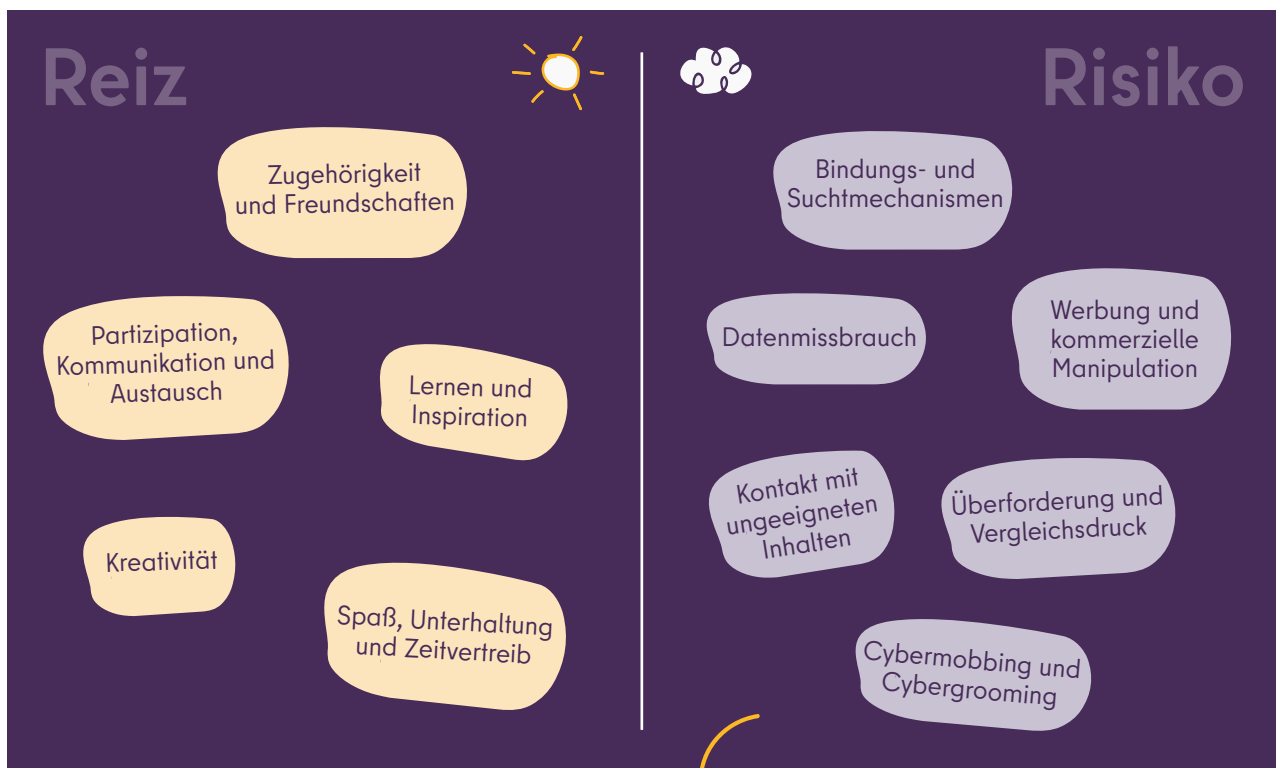 Reiz
Zugehörigkeit
und Freundschaften
Partizipation,
Kommunikation und
Austausch
Lernen und
Inspiration
Kreativität
Spaß, Unterhaltung
und Zeitvertreib
Risiko
Bindungs- und
Suchtmechanismen
Datenmissbrauch
Werbung und
kommerzielle
Manipulation
Kontakt mit
ungeeigneten
Inhalten
Überforderung und
Vergleichsdruck
Cybermobbing und
Cybergrooming